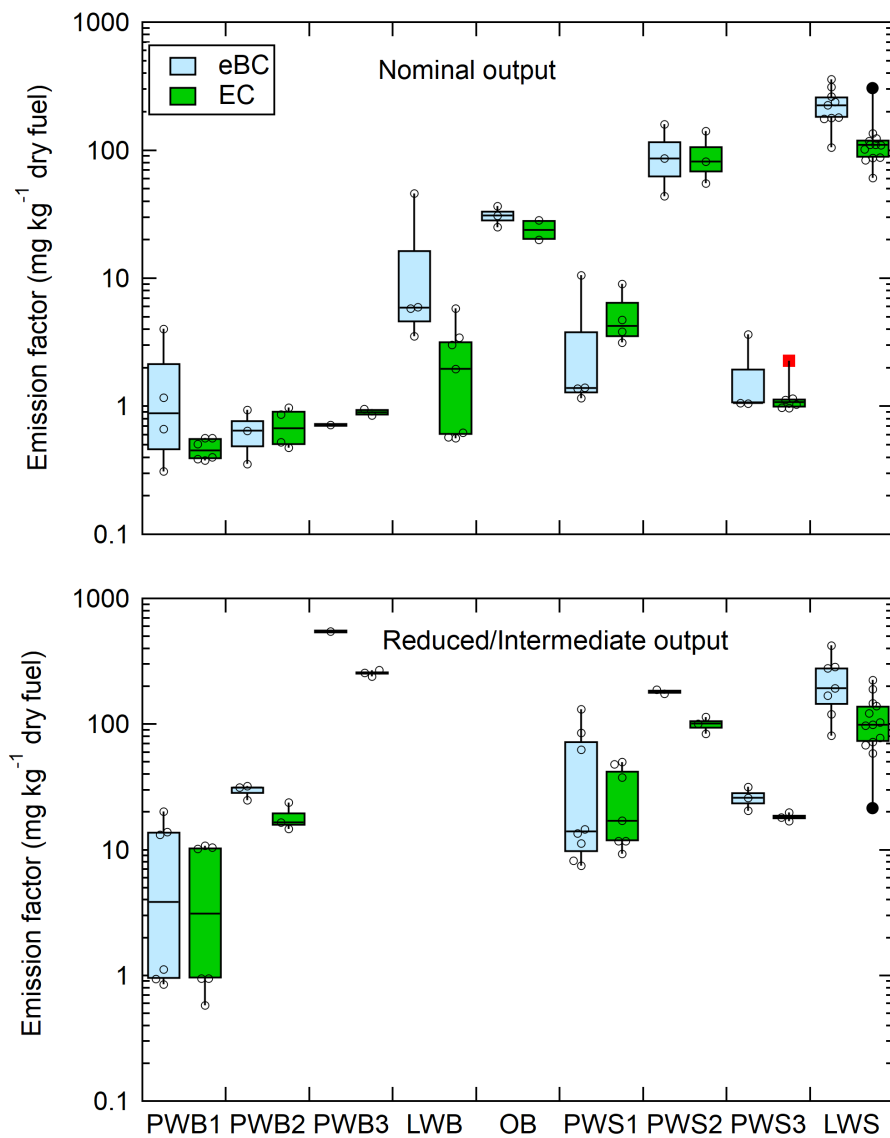 1000
eBC
EC
Nominal output
100
10
1
0.1
Emission factor (mg kg⁻¹ dry fuel)
1000
Reduced/Intermediate output
100
10
1
0.1
Emission factor (mg kg⁻¹ dry fuel)
PWB1 PWB2 PWB3 LWB OB PWS1 PWS2 PWS3 LWS